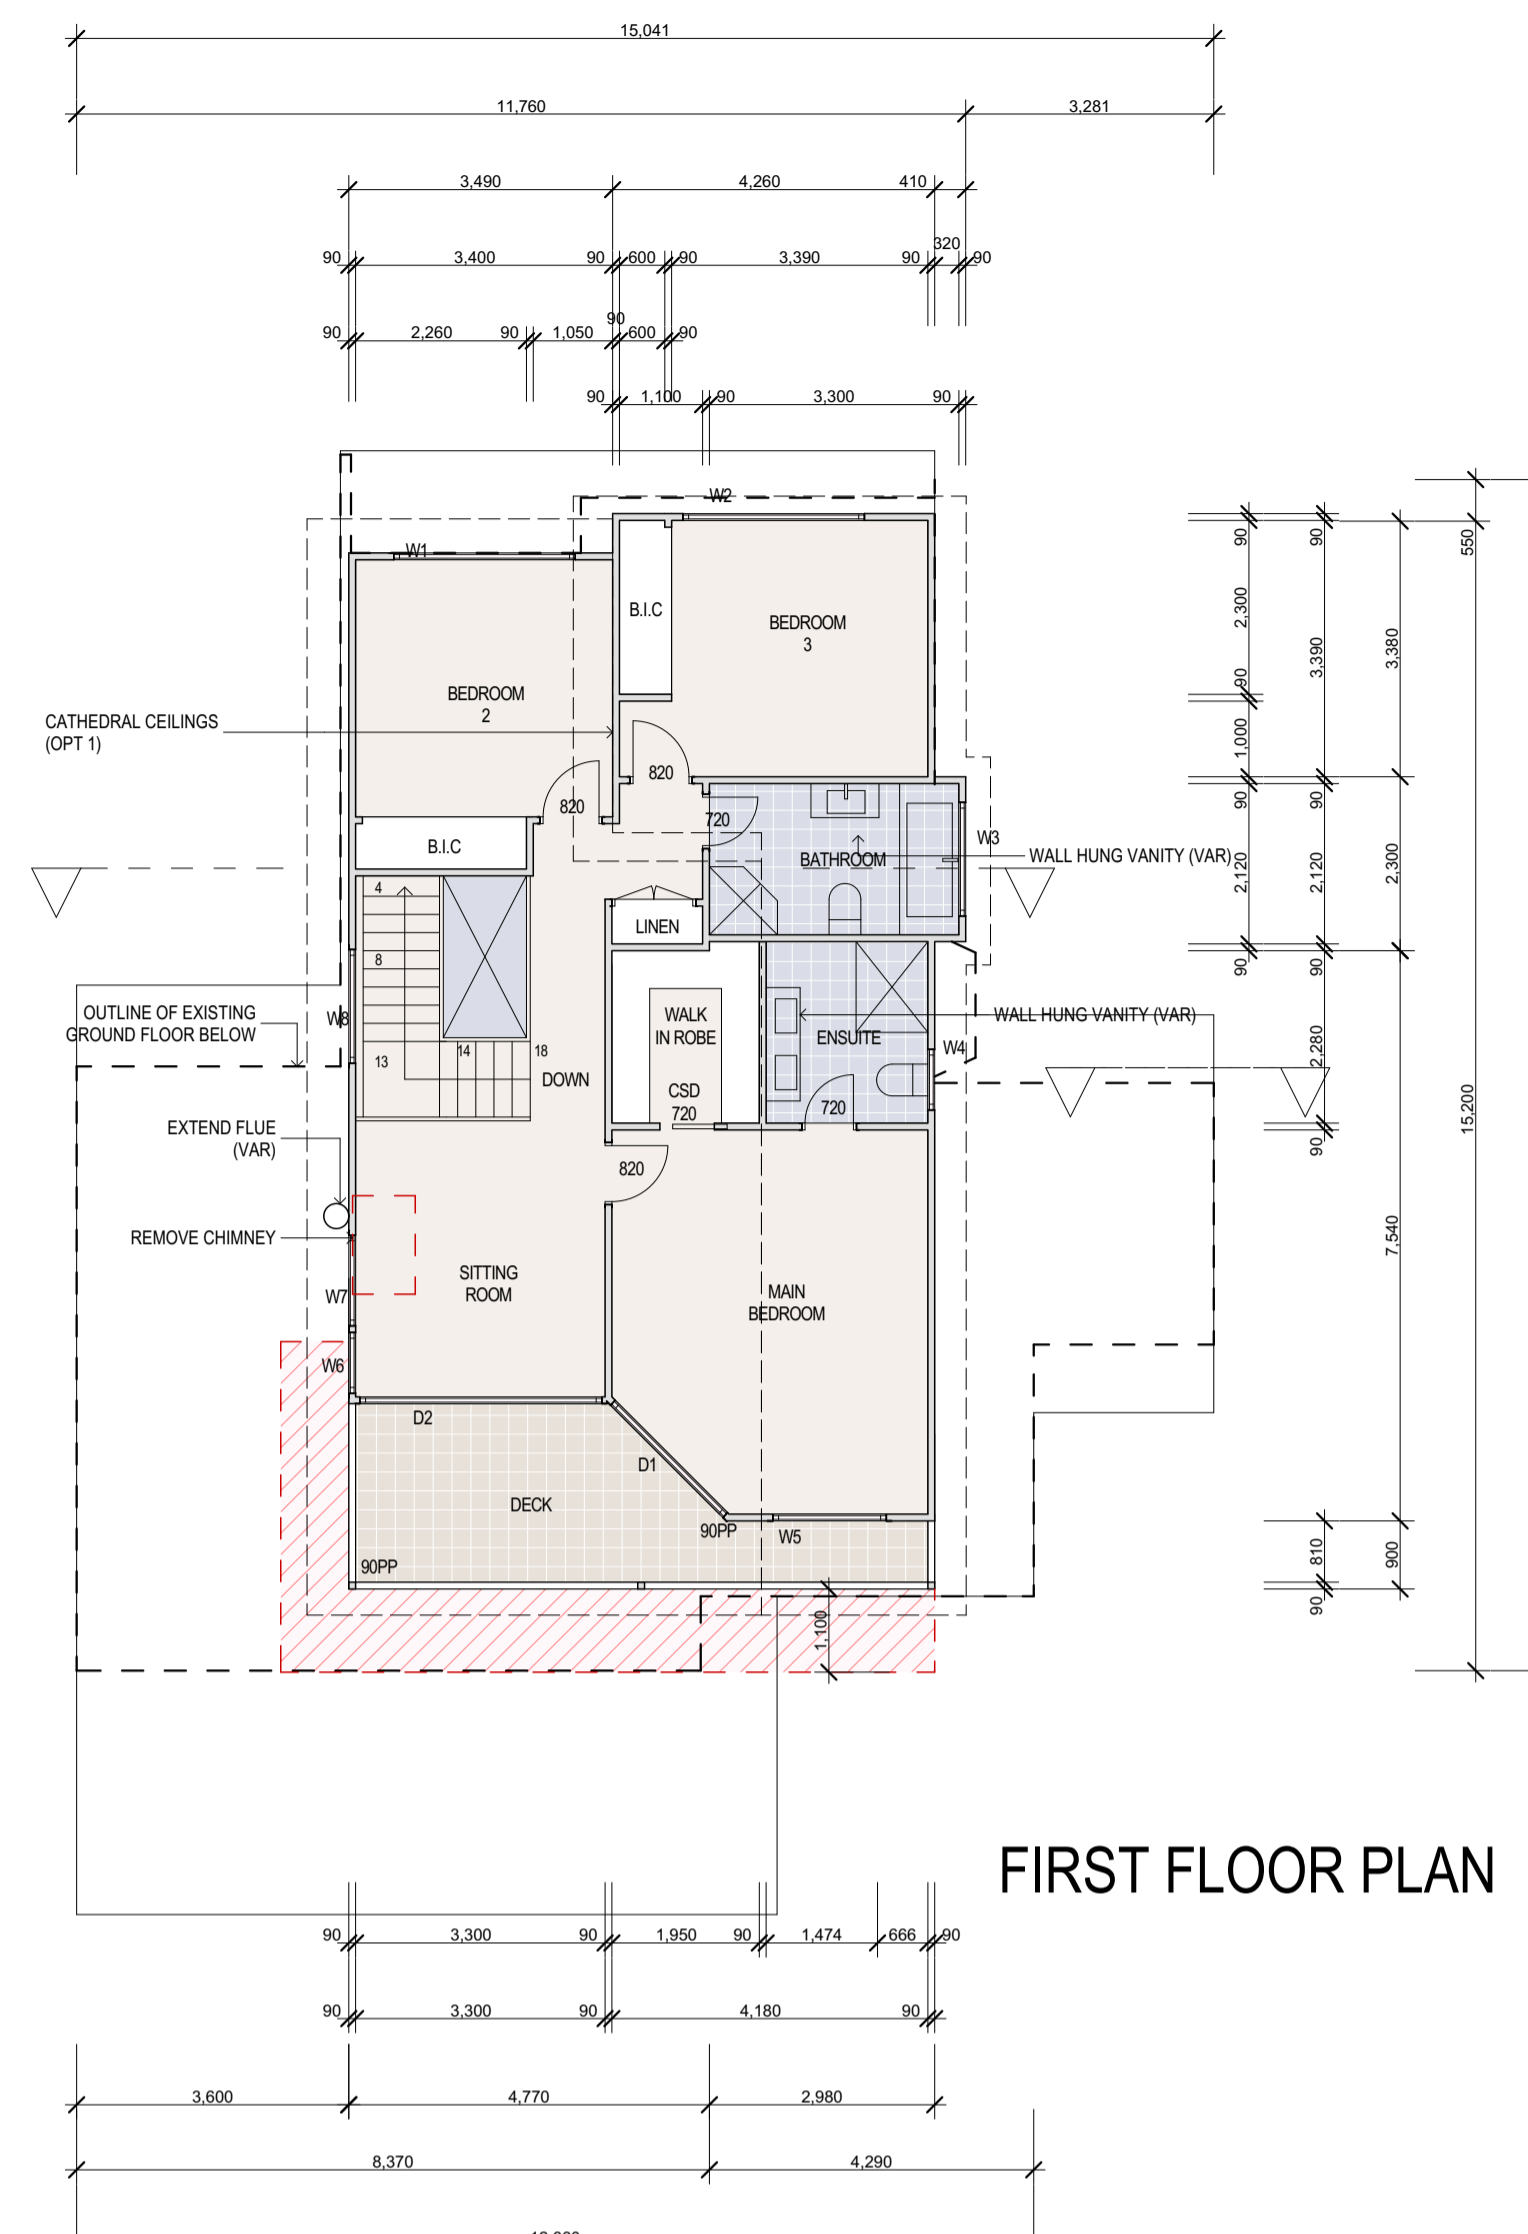 15,041
11,760 3,281
3,490 4,260 410
320
90 3,400 90 600 90 3,390 90 90
90
90 2,260 90 1,050 600 90
90 1,100 90 3,300 90
W2
W1
B.I.C
BEDROOM
3
BEDROOM
2
CATHEDRAL CEILINGS
(OPT 1)
820
820
720
B.I.C
BATHROOM
W3
WALL HUNG VANITY (VAR)
4
LINEN
8
OUTLINE OF EXISTING
GROUND FLOOR BELOW
W8
WALK
IN ROBE
ENSUITE
WALL HUNG VANITY (VAR)
W4
13
14
18
DOWN
CSD
720
720
EXTEND FLUE
(VAR)
820
REMOVE CHIMNEY
SITTING
ROOM
W7
MAIN
BEDROOM
W6
D2
D1
DECK
90PP
W5
90PP
1,100
90
2,300
90
1,000
90
2,120
90
90
3,390
90
2,120
90
2,280
90
810
90
3,380
2,300
7,540
900
550
15,200
FIRST FLOOR PLAN
90 3,300 90 1,950 90 1,474 666 90
90 3,300 90 4,180 90
3,600 4,770 2,980
8,370 4,290